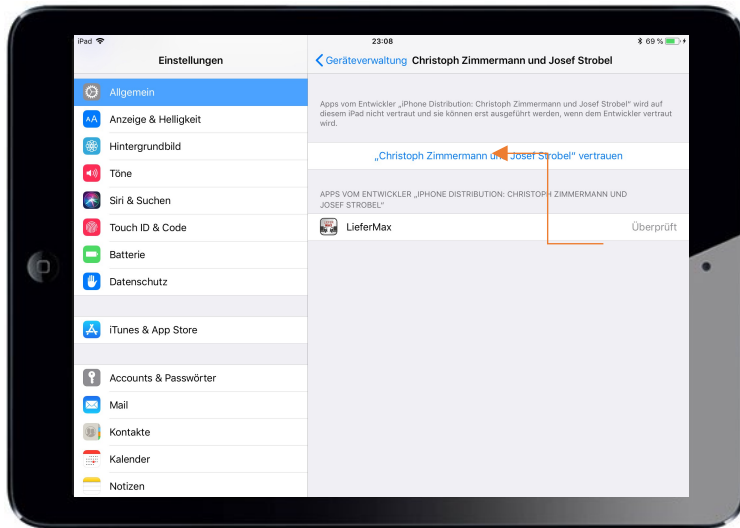 iPad 23:08 69 %
Einstellungen
Geräteverwaltung Christoph Zimmermann und Josef Strobel
Allgemein
Anzeige & Helligkeit
Hintergrundbild
Töne
Siri & Suchen
Touch ID & Code
Batterie
Datenschutz
iTunes & App Store
Accounts & Passwörter
Mail
Kontakte
Kalender
Notizen
Apps vom Entwickler „iPhone Distribution: Christoph Zimmermann und Josef Strobel“ wird auf
diesem iPad nicht vertraut und sie können erst ausgeführt werden, wenn dem Entwickler vertraut
wird.
„Christoph Zimmermann und Josef Strobel“ vertrauen
APPS VOM ENTWICKLER „IPHONE DISTRIBUTION: CHRISTOPH ZIMMERMANN UND
JOSEF STROBEL“
LieferMax Überprüft